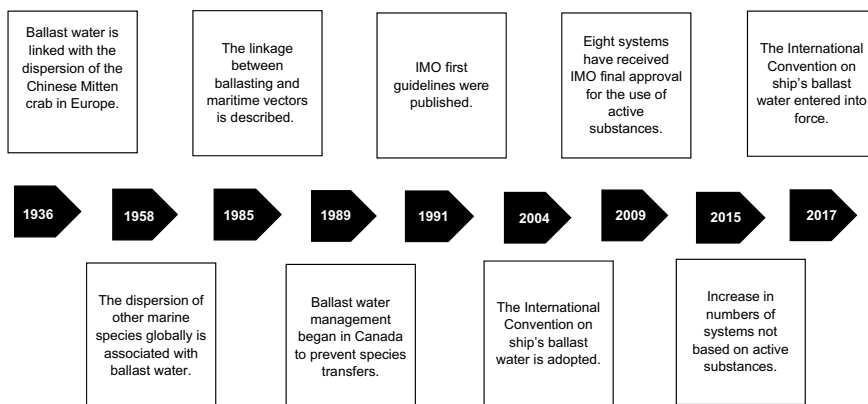 Ballast water is
linked with the
dispersion of the
Chinese Mitten
crab in Europe.
The linkage
between
ballasting and
maritime vectors
is described.
IMO first
guidelines were
published.
Eight systems
have received
IMO final approval
for the use of
active
substances.
The International
Convention on
ship's ballast
water entered into
force.
1936
1958
1985
1989
1991
2004
2009
2015
2017
The dispersion of
other marine
species globally is
associated with
ballast water.
Ballast water
management
began in Canada
to prevent species
transfers.
The International
Convention on
ship's ballast
water is adopted.
Increase in
numbers of
systems not
based on active
substances.